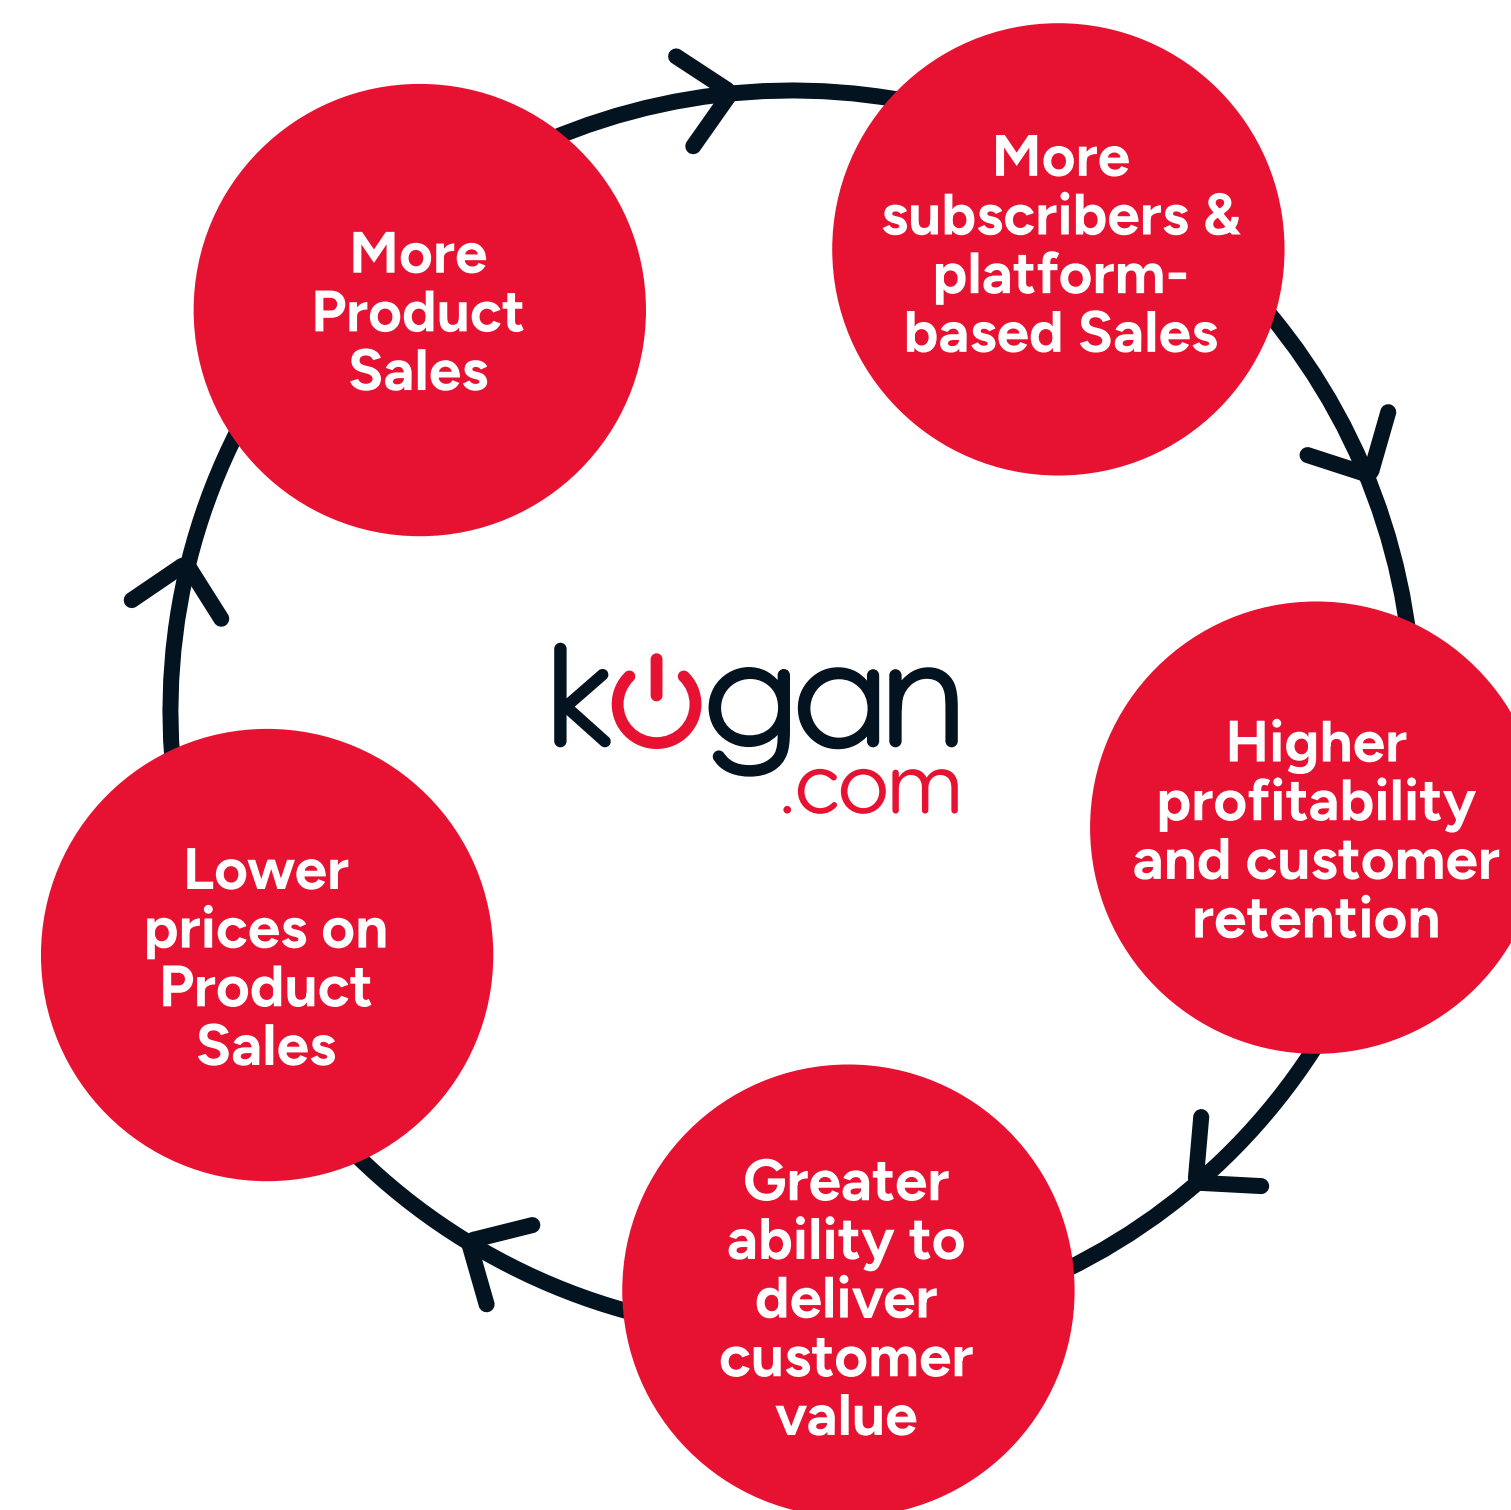 More
Product
Sales
More
subscribers &
platform-
based Sales
Higher
profitability
and customer
retention
Greater
ability to
deliver
customer
value
Lower
prices on
Product
Sales
kogan
.com